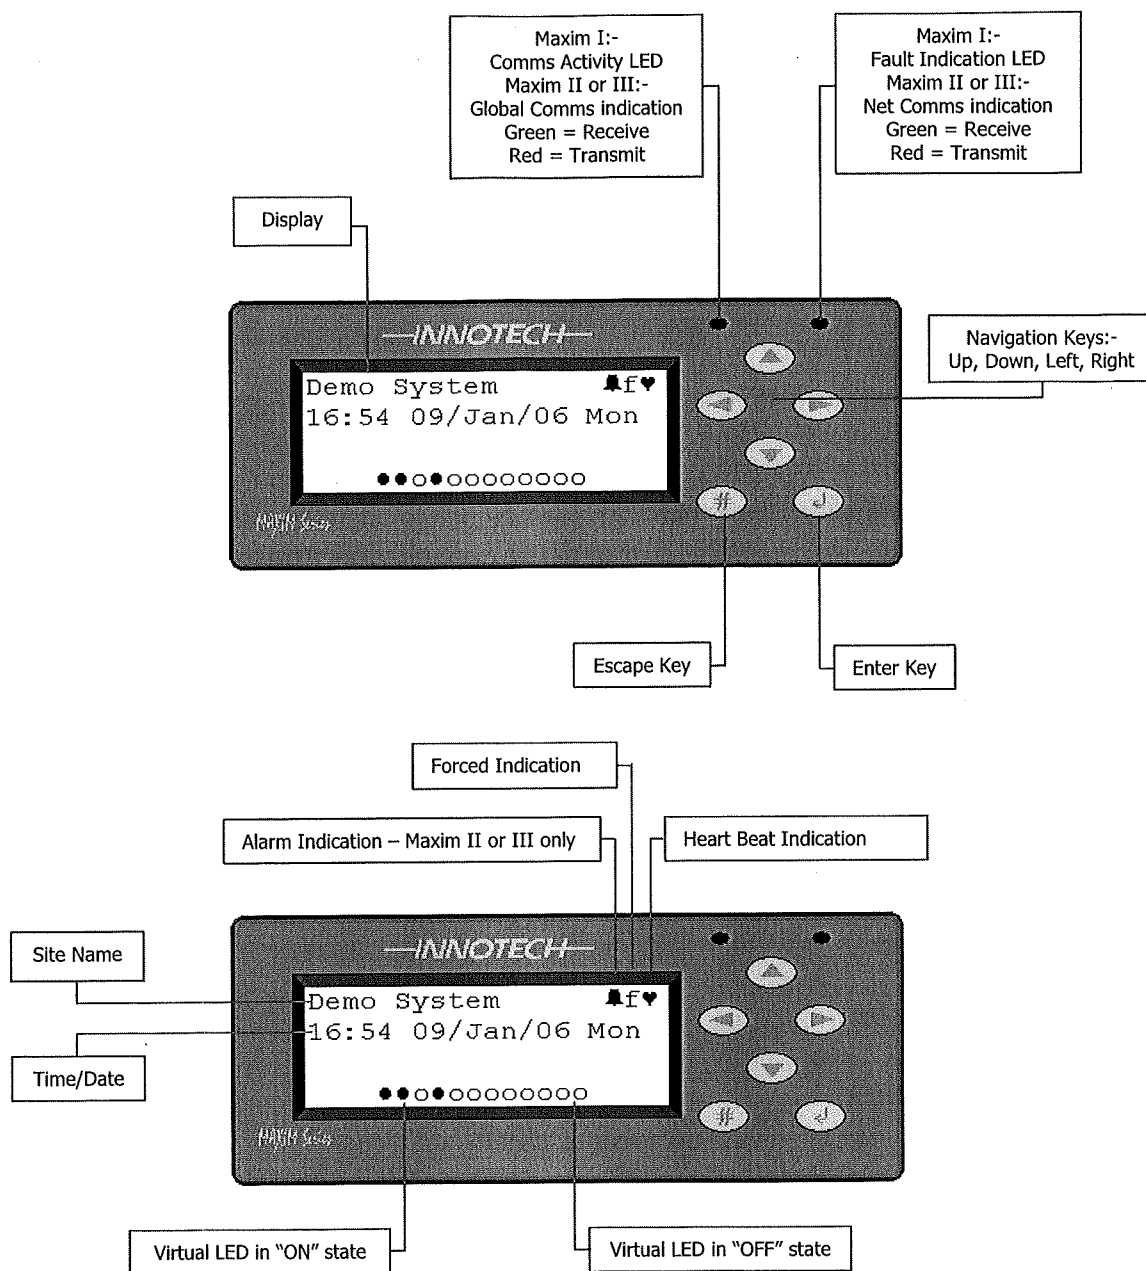 Maxim I:-
Comms Activity LED
Maxim II or III:-
Global Comms indication
Green = Receive
Red = Transmit
Maxim I:-
Fault Indication LED
Maxim II or III:-
Net Comms indication
Green = Receive
Red = Transmit
Display
INNOTECH
Navigation Keys:-
Up, Down, Left, Right
Demo System f
16:54 09/Jan/06 Mon
#
MAXIM Series
Escape Key
Enter Key
Forced Indication
Alarm Indication – Maxim II or III only
Heart Beat Indication
INNOTECH
Site Name
Demo System f
16:54 09/Jan/06 Mon
Time/Date
#
MAXIM Series
Virtual LED in “ON” state
Virtual LED in “OFF” state